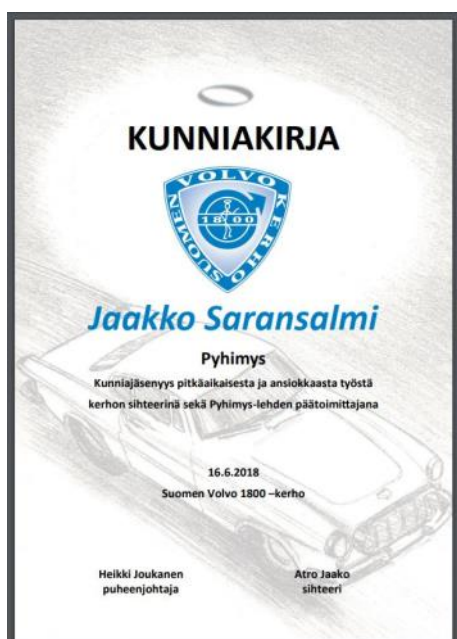 KUNNIAKIRJA
SUOMEN VOLVO KERHO
1800
Jaakko Saransalmi
Pyhimys
Kunniajäsenyys pitkäaikaisesta ja ansiokkaasta työstä
kerhon sihteerinä sekä Pyhimys-lehden päätoimittajana
16.6.2018
Suomen Volvo 1800 –kerho
Heikki Joukanen
puheenjohtaja
Atro Jaako
sihteeri